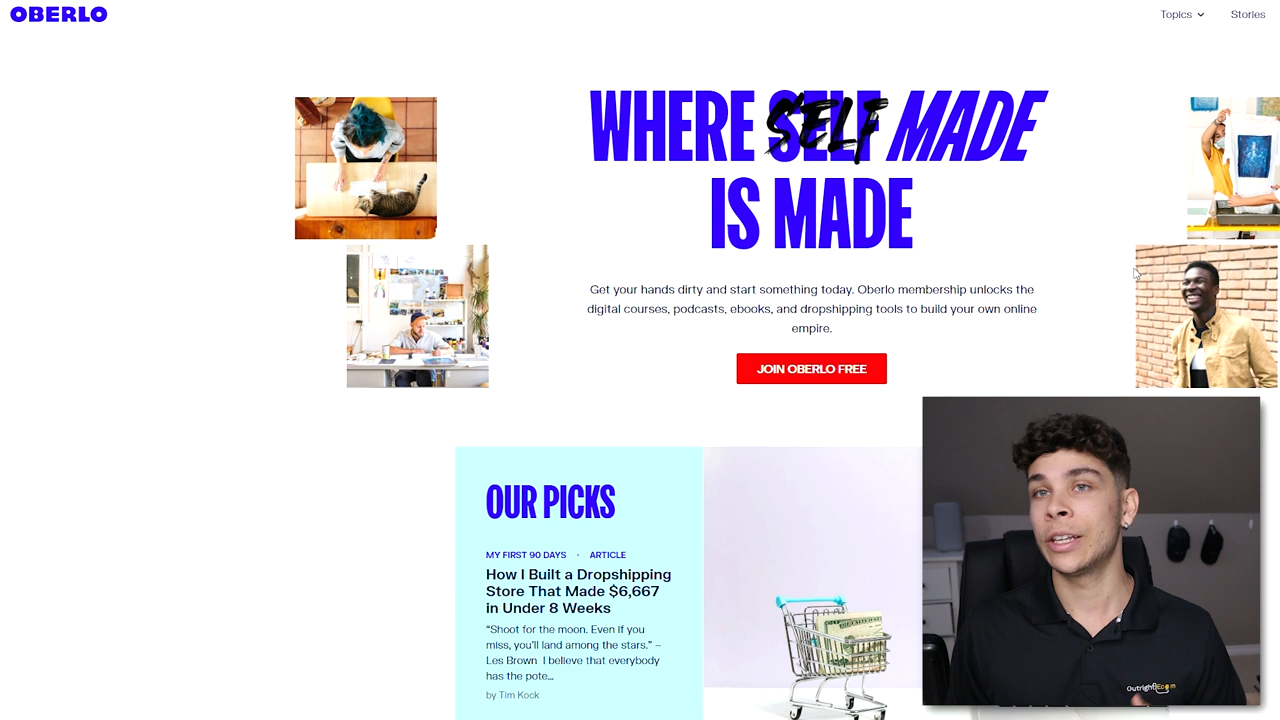 OBERLO
Topics
Stories
WHERE SELF MADE
IS MADE
Get your hands dirty and start something today. Oberlo membership unlocks the
digital courses, podcasts, ebooks, and dropshipping tools to build your own online
empire.
JOIN OBERLO FREE
OUR PICKS
MY FIRST 90 DAYS · ARTICLE
How I Built a Dropshipping
Store That Made $6,667
in Under 8 Weeks
“Shoot for the moon. Even if you
miss, you’ll land among the stars.” –
Les Brown I believe that everybody
has the pote...
by Tim Kock
OutrightEcom